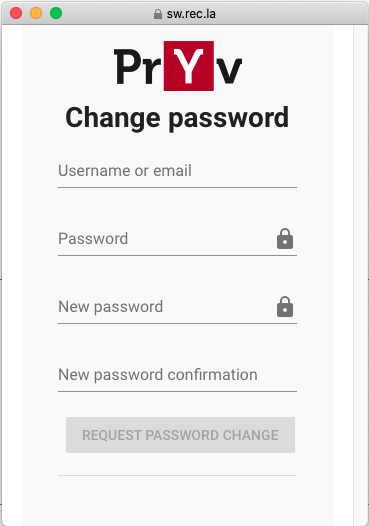 sw.rec.la
PrYv
Change password
Username or email
Password
New password
New password confirmation
REQUEST PASSWORD CHANGE